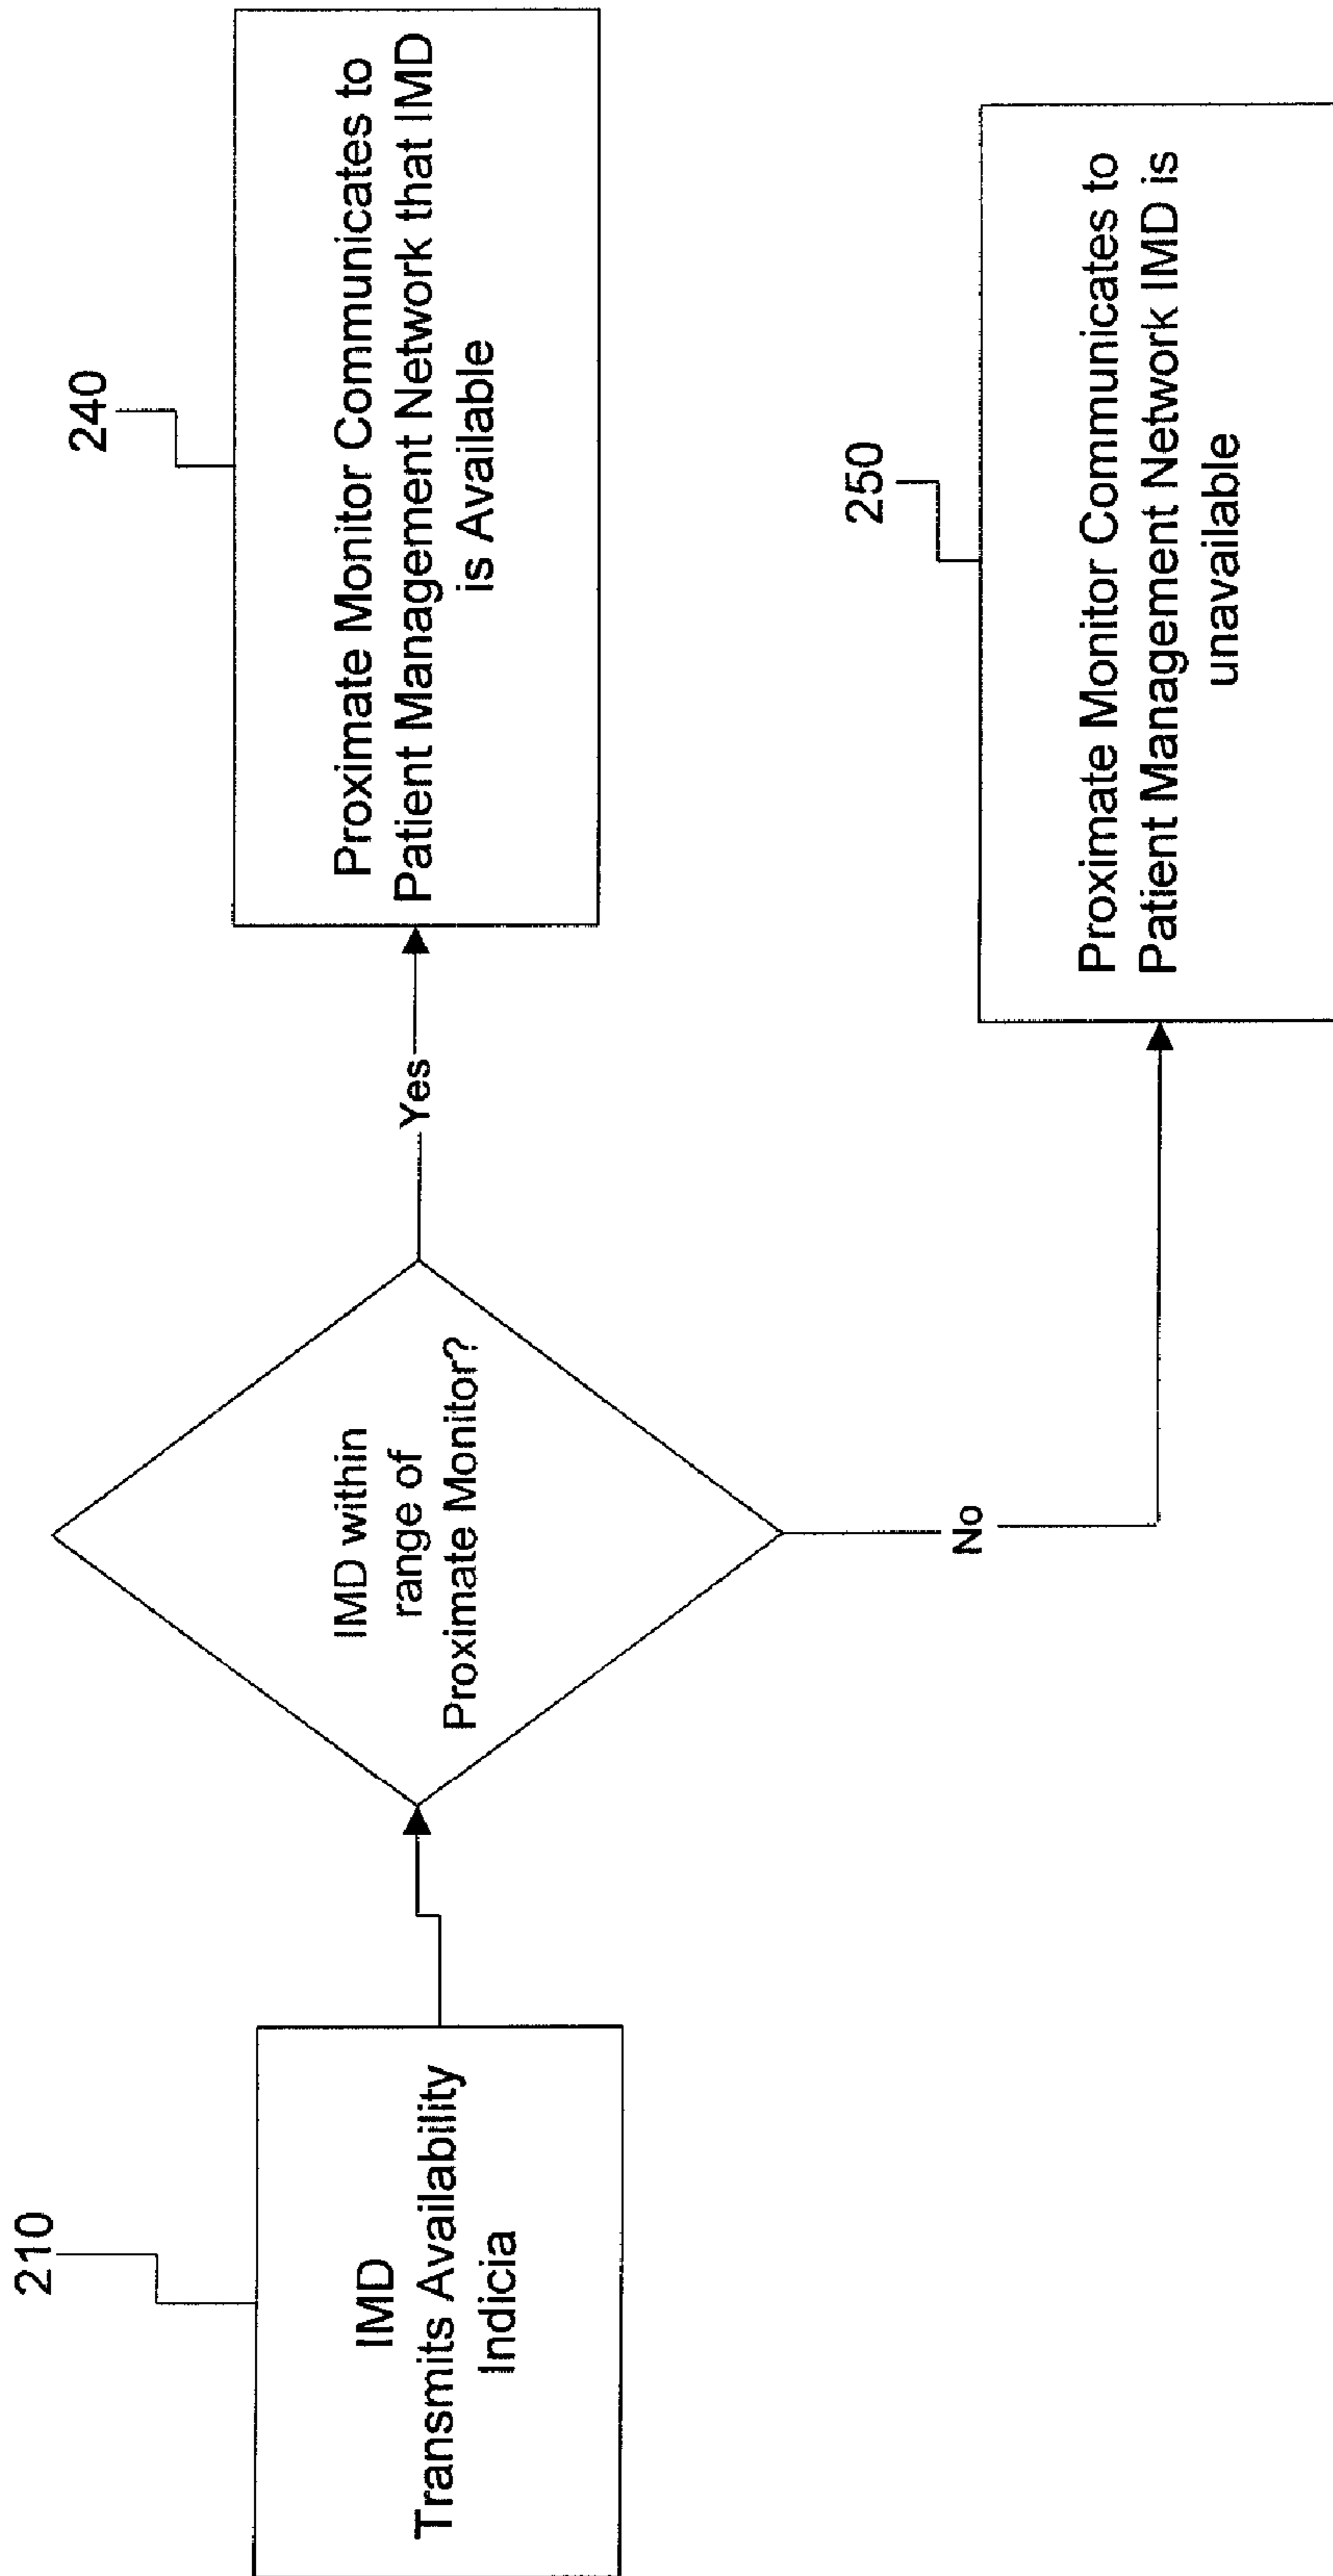 210
IMD
Transmits Availability
Indicia
IMD within
range of
Proximate Monitor?
Yes
No
240
Proximate Monitor Communicates to
Patient Management Network that IMD
is Available
250
Proximate Monitor Communicates to
Patient Management Network IMD is
unavailable